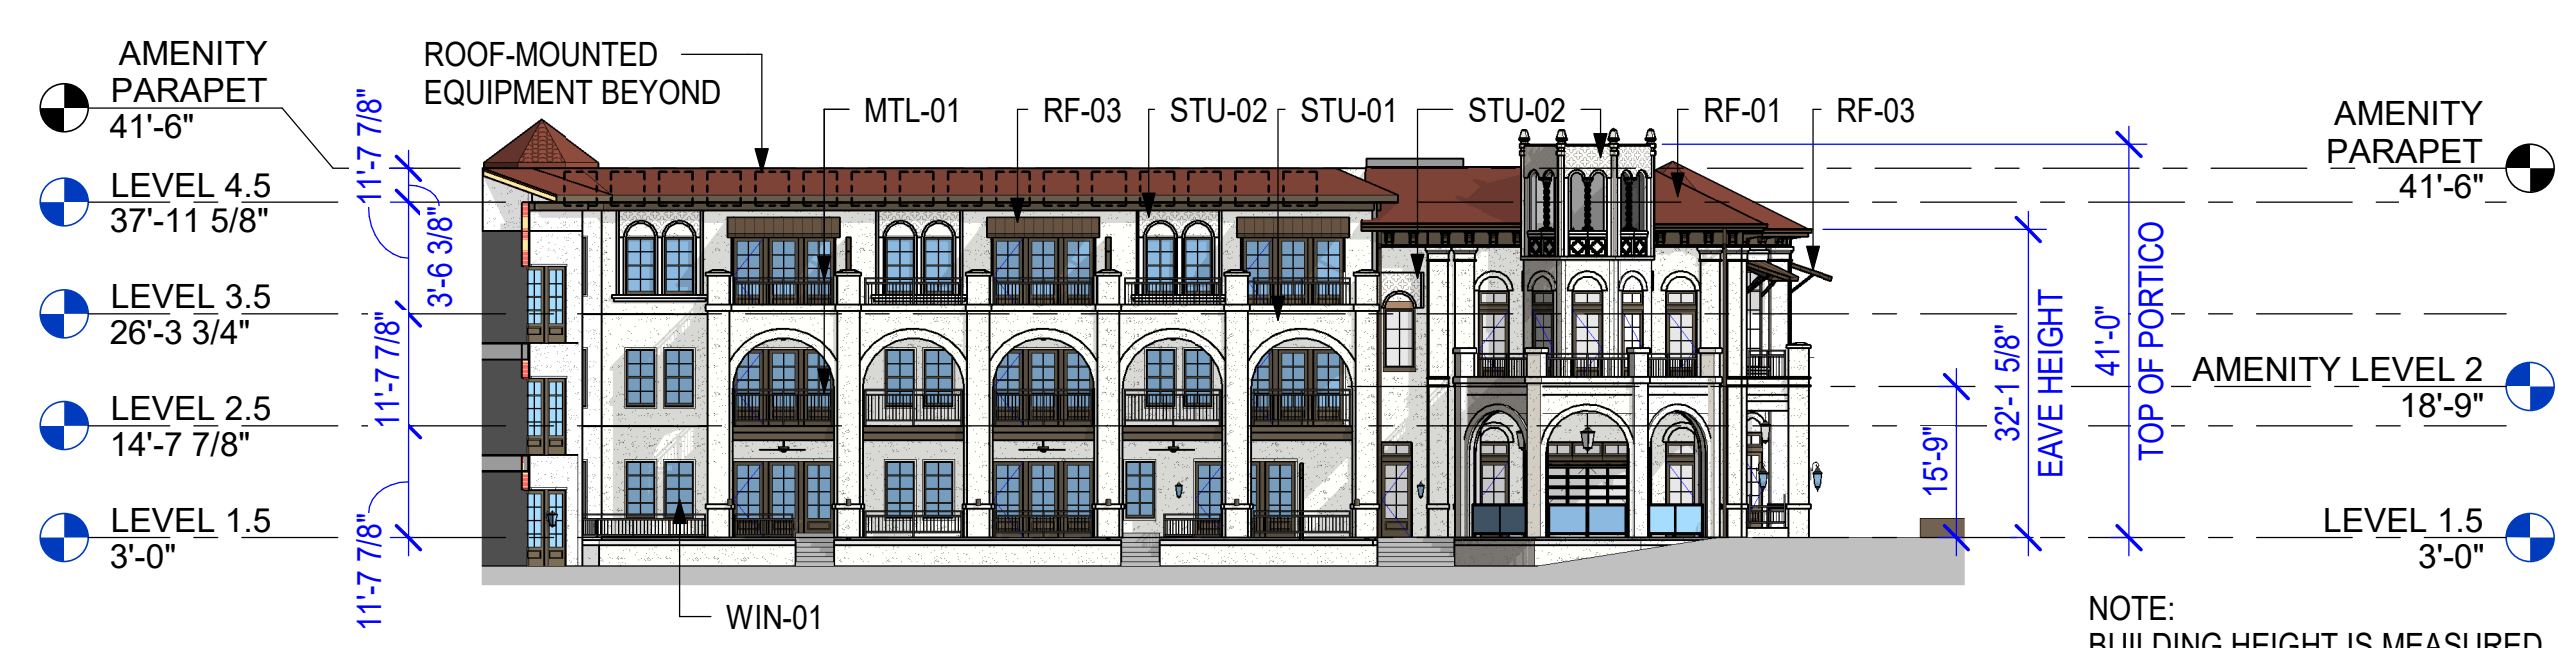 AMENITY
PARAPET
41'-6"
LEVEL 4.5
37'-11 5/8"
LEVEL 3.5
26'-3 3/4"
LEVEL 2.5
14'-7 7/8"
LEVEL 1.5
3'-0"
11'-7 7/8"
3'-6 3/8"
11'-7 7/8"
11'-7 7/8"
ROOF-MOUNTED
EQUIPMENT BEYOND
MTL-01
RF-03
STU-02
STU-01
STU-02
RF-01
RF-03
WIN-01
15'-9"
32'-1 5/8"
EAVE HEIGHT
41'-0"
TOP OF PORTICO
AMENITY
PARAPET
41'-6"
AMENITY LEVEL 2
18'-9"
LEVEL 1.5
3'-0"
NOTE:
BUILDING HEIGHT IS MEASURED